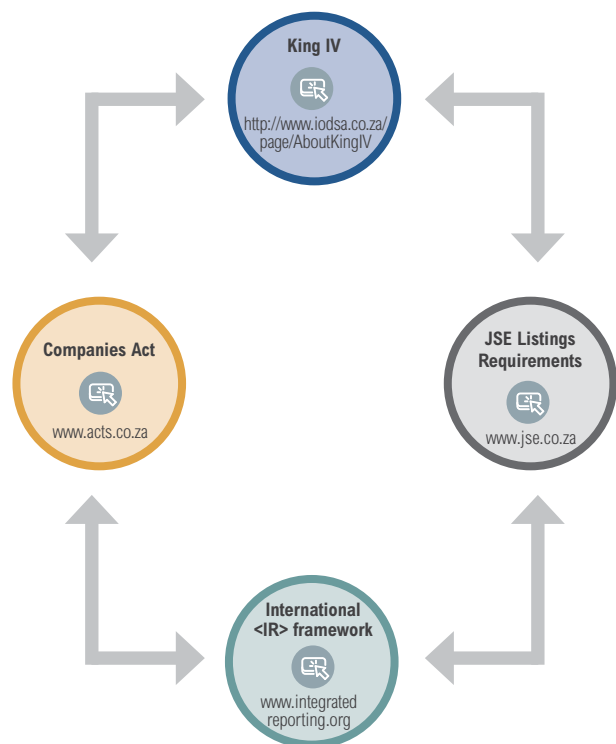 King IV
http://www.iodsa.co.za/
page/AboutKingIV
Companies Act
www.acts.co.za
JSE Listings
Requirements
www.jse.co.za
International
<IR> framework
www.integrated
reporting.org